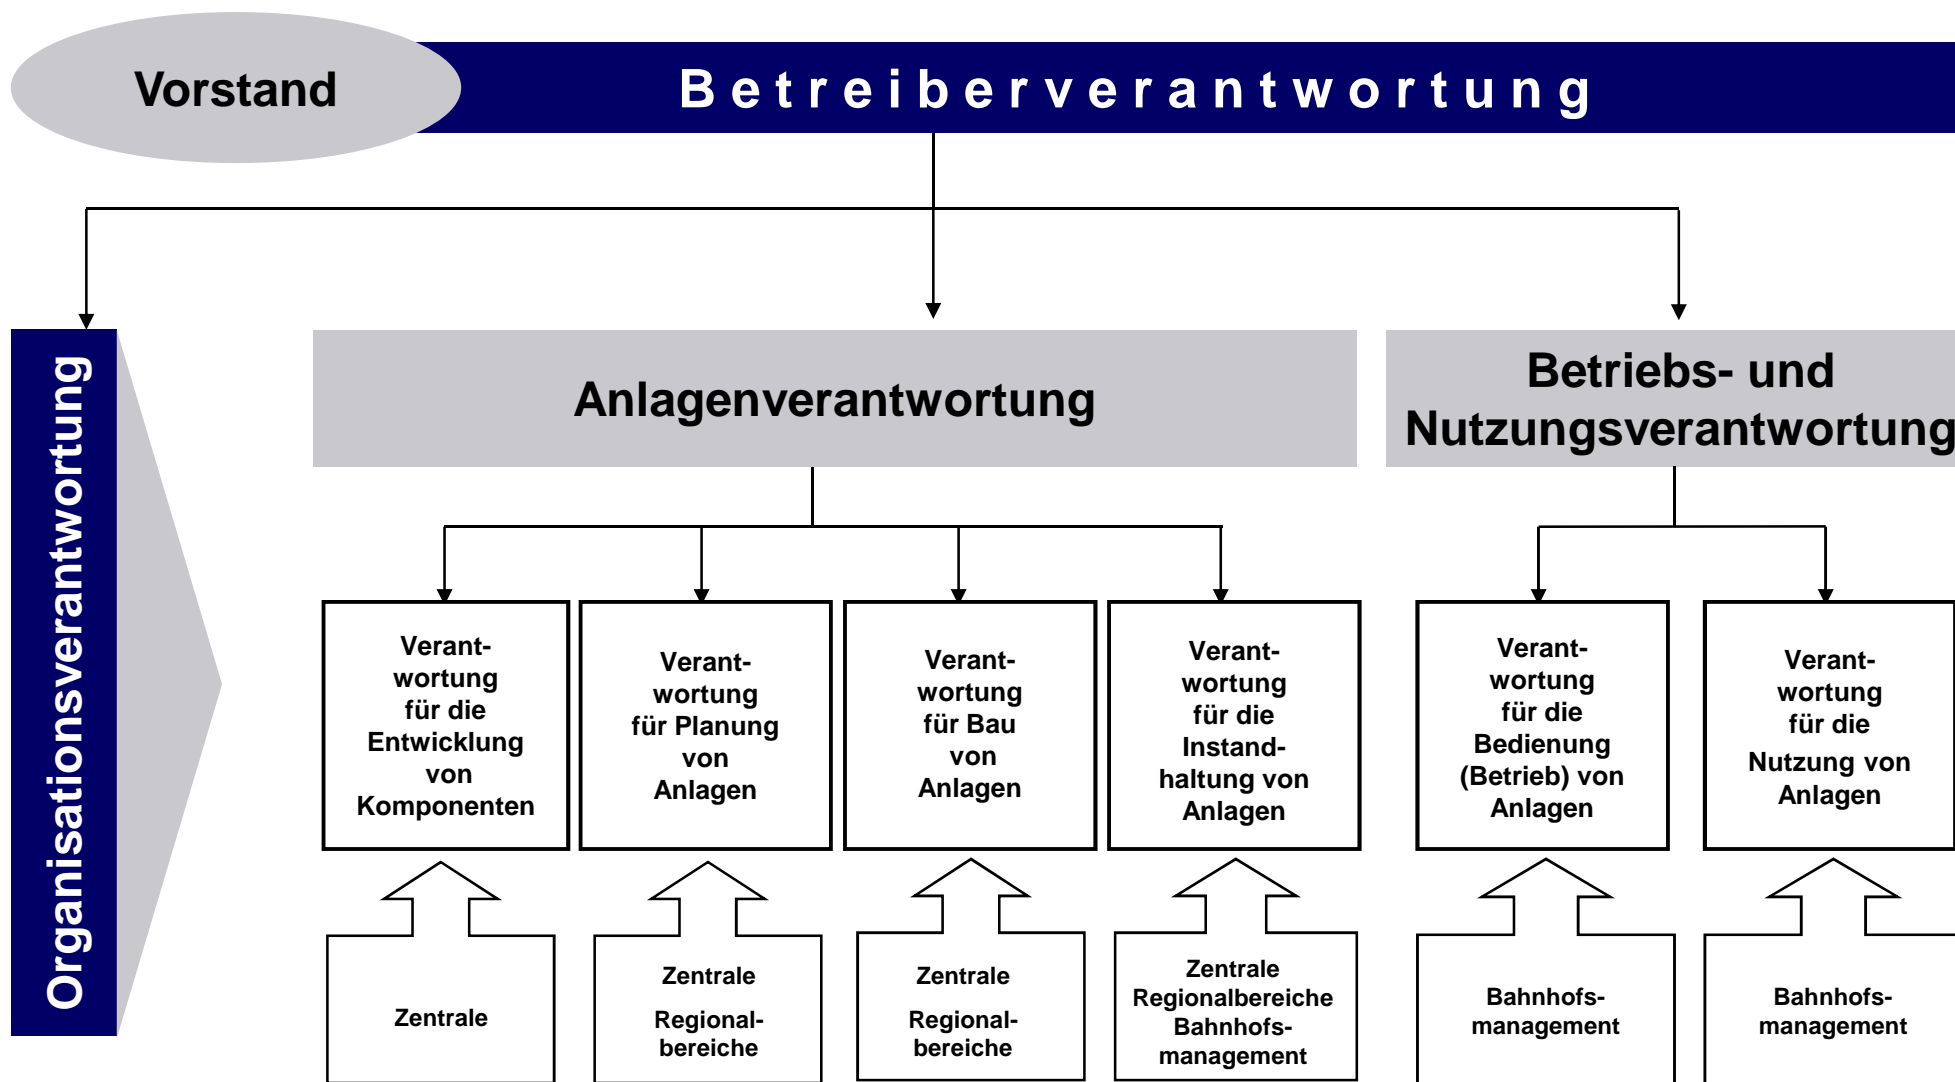 Vorstand
Betreiberverantwortung
Organisationsverantwortung
Anlagenverantwortung
Betriebs- und
Nutzungsverantwortung
Verant-
wortung
für die
Entwicklung
von
Komponenten
Verant-
wortung
für Planung
von
Anlagen
Verant-
wortung
für Bau
von
Anlagen
Verant-
wortung
für die
Instand-
haltung von
Anlagen
Verant-
wortung
für die
Bedienung
(Betrieb) von
Anlagen
Verant-
wortung
für die
Nutzung von
Anlagen
Zentrale
Zentrale
Regional-
bereiche
Zentrale
Regional-
bereiche
Zentrale
Regionalbereiche
Bahnhofs-
management
Bahnhofs-
management
Bahnhofs-
management